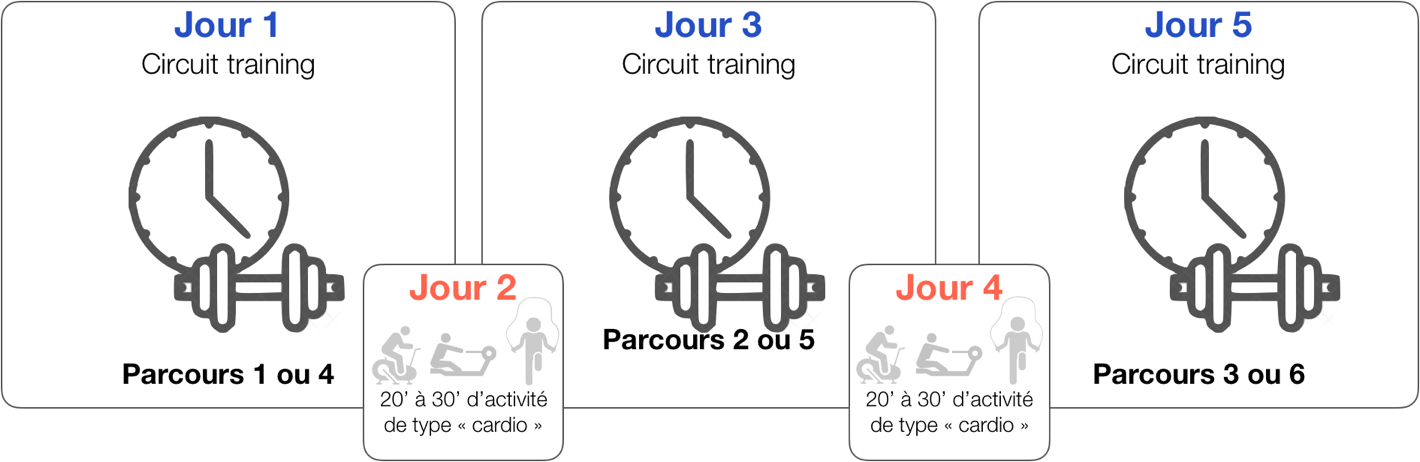 Jour 1
Circuit training
Parcours 1 ou 4
Jour 2
20’ à 30’ d’activité
de type « cardio »
Jour 3
Circuit training
Parcours 2 ou 5
Jour 4
20’ à 30’ d’activité
de type « cardio »
Jour 5
Circuit training
Parcours 3 ou 6